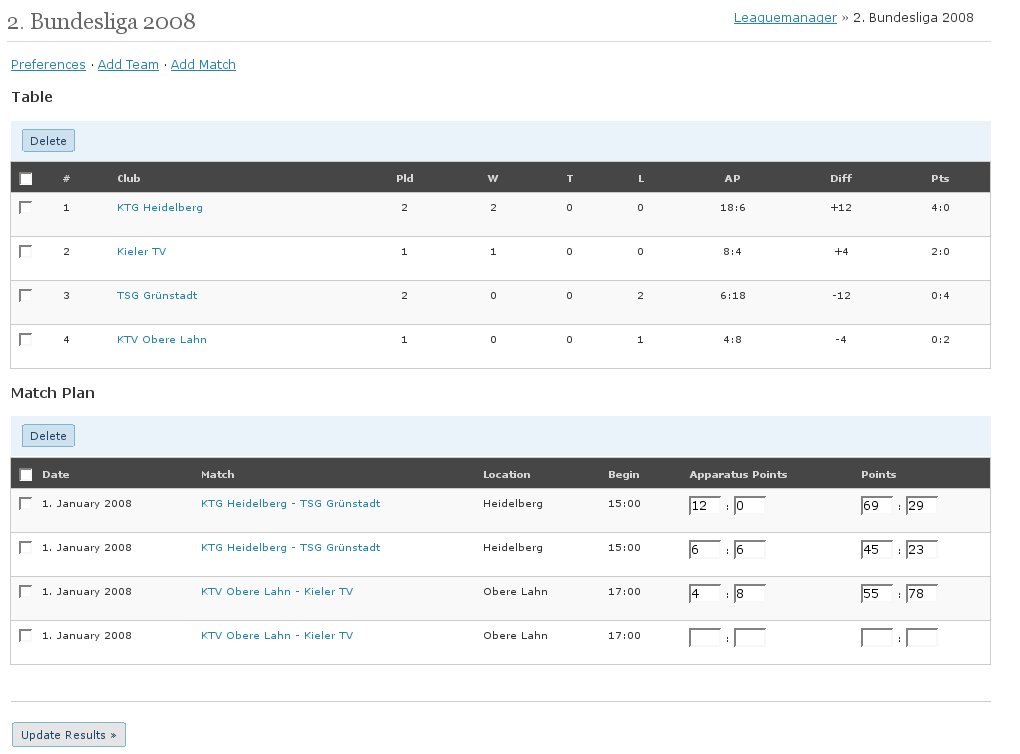 2. Bundesliga 2008
Leaguemanager » 2. Bundesliga 2008
Preferences · Add Team · Add Match
Table
Delete
# Club Pld W T L AP Diff Pts
1 KTG Heidelberg 2 2 0 0 18:6 +12 4:0
2 Kieler TV 1 1 0 0 8:4 +4 2:0
3 TSG Grünstadt 2 0 0 2 6:18 -12 0:4
4 KTV Obere Lahn 1 0 0 1 4:8 -4 0:2
Match Plan
Delete
Date Match Location Begin Apparatus Points Points
1. January 2008 KTG Heidelberg - TSG Grünstadt Heidelberg 15:00 12 : 0 69 : 29
1. January 2008 KTG Heidelberg - TSG Grünstadt Heidelberg 15:00 6 : 6 45 : 23
1. January 2008 KTV Obere Lahn - Kieler TV Obere Lahn 17:00 4 : 8 55 : 78
1. January 2008 KTV Obere Lahn - Kieler TV Obere Lahn 17:00 : :
Update Results »